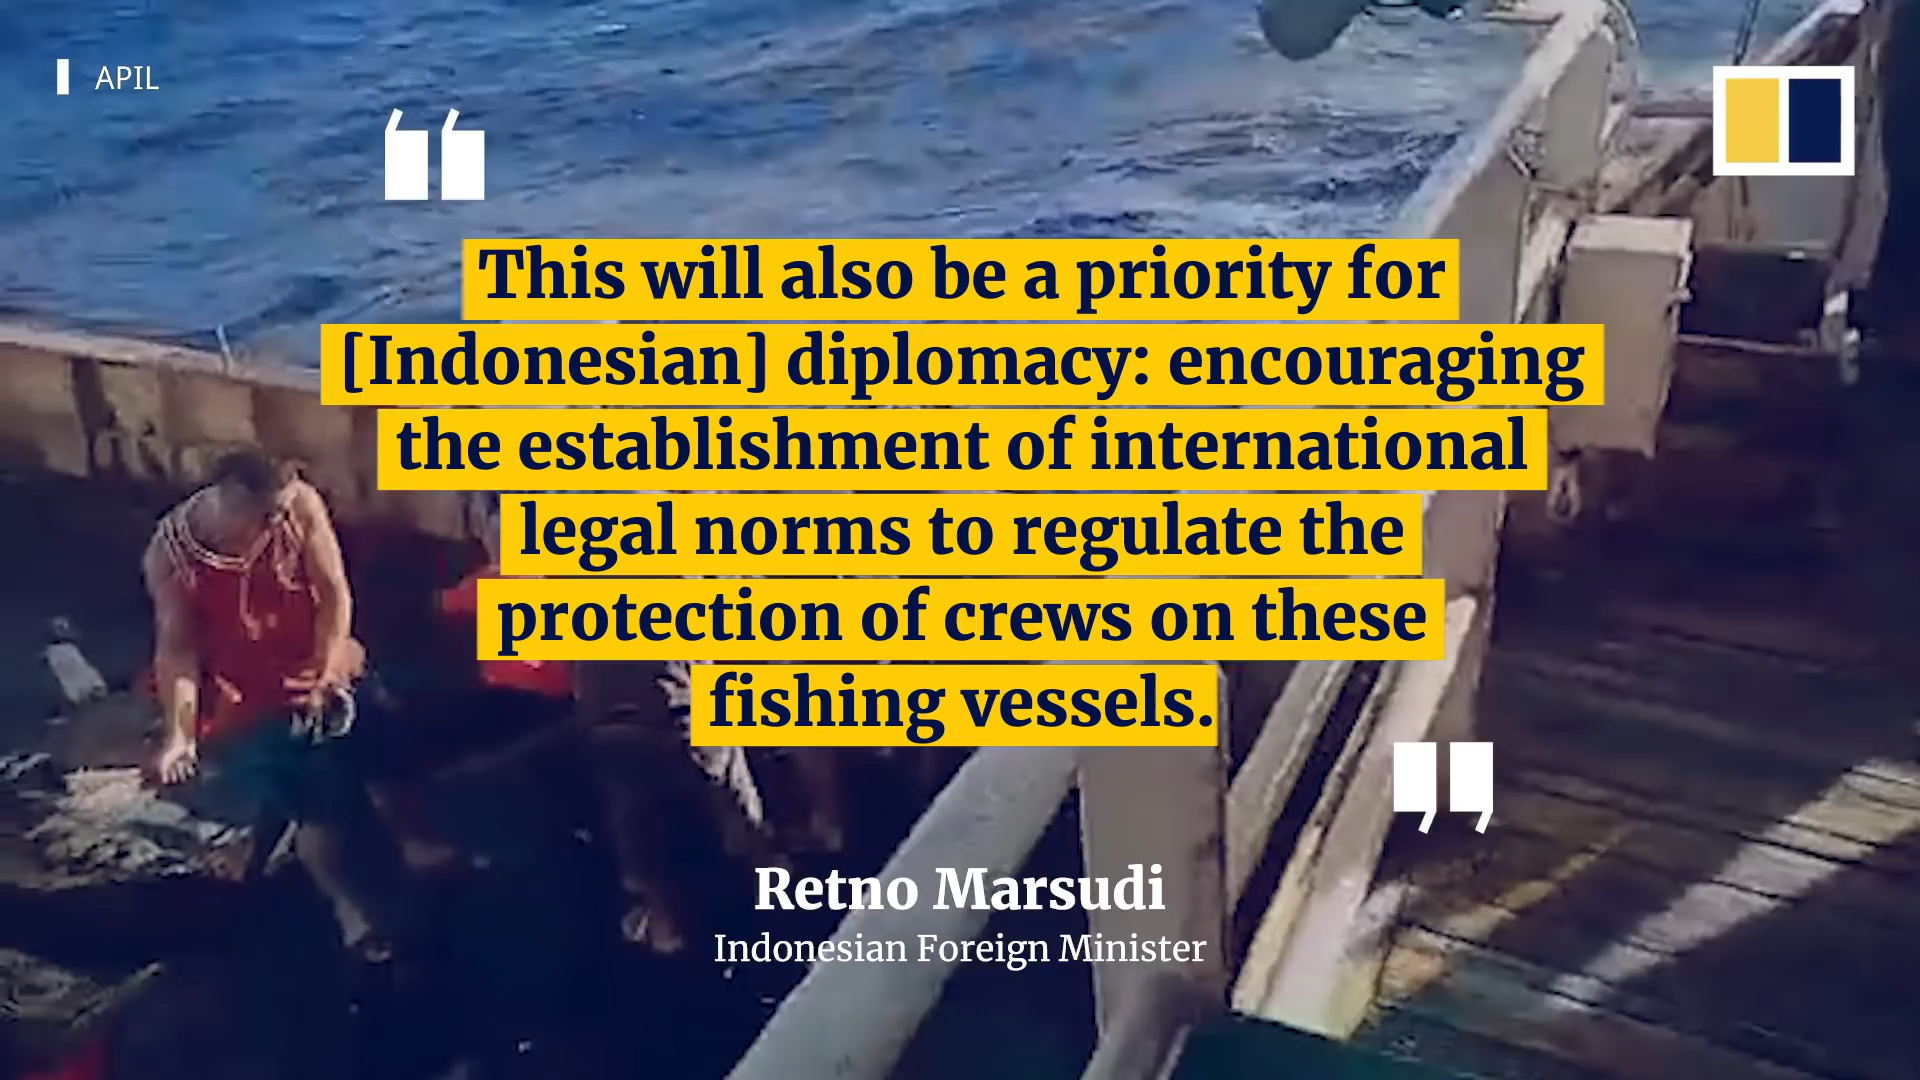 APIL
“
This will also be a priority for
[Indonesian] diplomacy: encouraging
the establishment of international
legal norms to regulate the
protection of crews on these
fishing vessels.
”
Retno Marsudi
Indonesian Foreign Minister